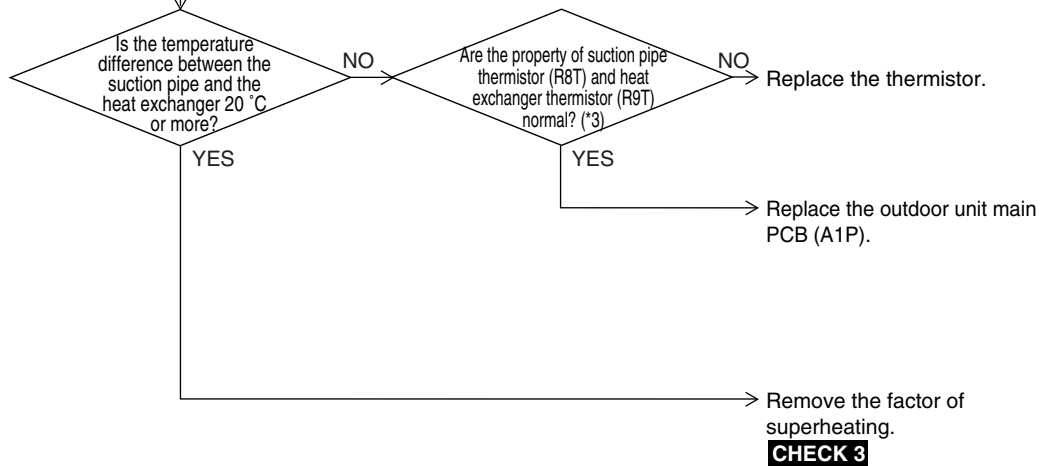 Is the temperature
difference between the
suction pipe and the
heat exchanger 20 ˚C
or more?
NO
Are the property of suction pipe
thermistor (R8T) and heat
exchanger thermistor (R9T)
normal? (*3)
NO
Replace the thermistor.
YES
YES
Replace the outdoor unit main
PCB (A1P).
Remove the factor of
superheating.
CHECK 3